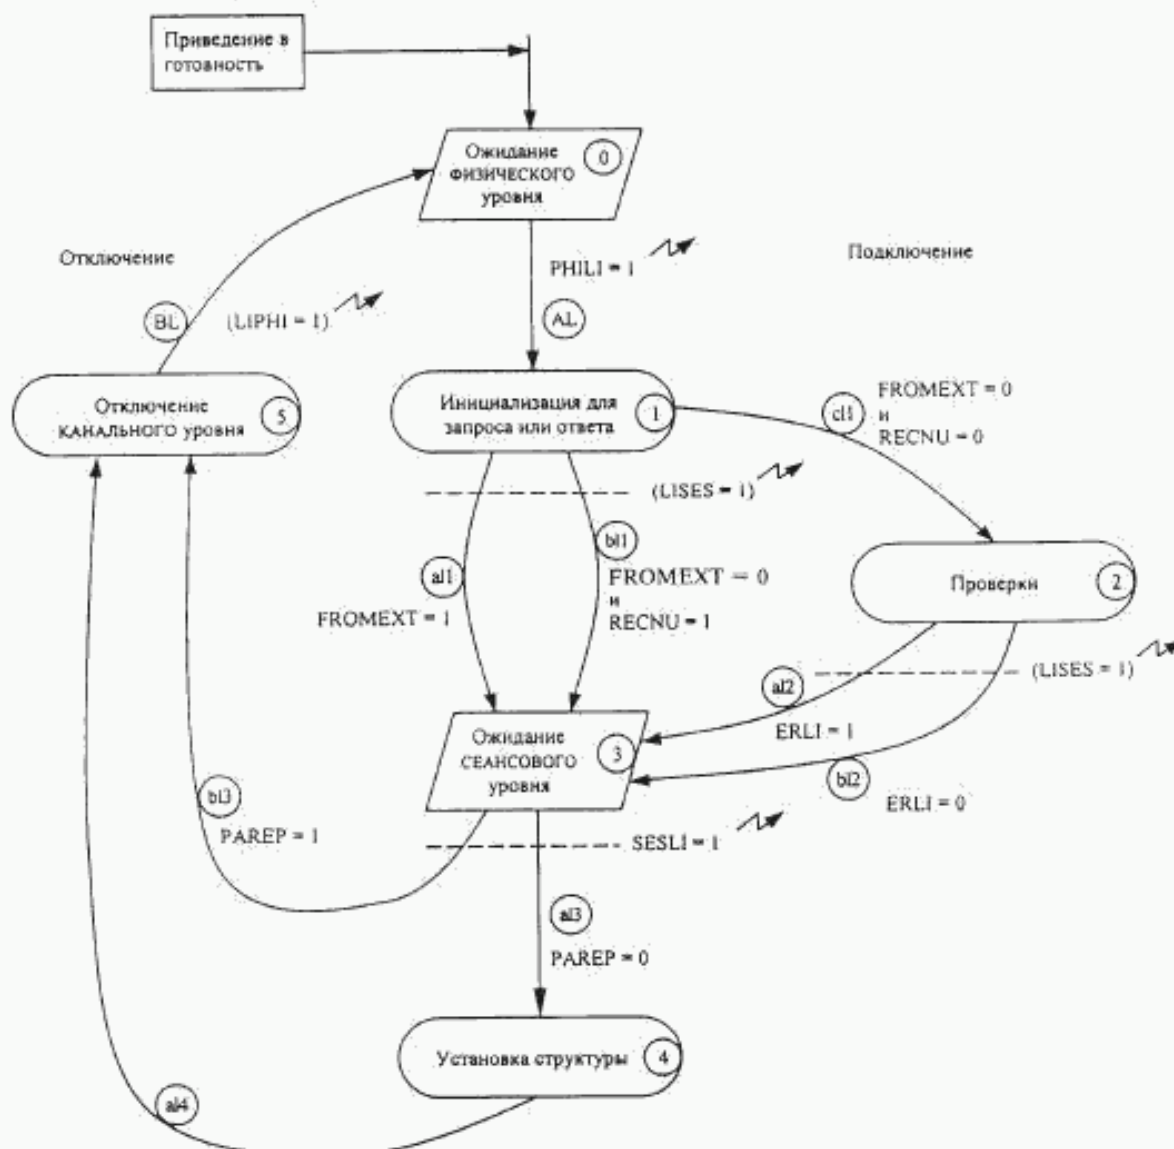 Приведение в
готовность
Ожидание
ФИЗИЧЕСКОГО
уровня
0
Отключение
PHILI = 1
Подключение
BL
(LIPHI = 1)
AL
Отключение
КАНАЛЬНОГО уровня
5
Инициализация для
запроса или ответа
1
cl1
FROMEXT = 0
и
RECNU = 0
(LISES = 1)
al1
FROMEXT = 1
bl1
FROMEXT = 0
и
RECNU = 1
Проверки
2
(LISES = 1)
al2
ERLI = 1
Ожидание
СЕАНСОВОГО
уровня
3
bl2
ERLI = 0
bl3
PAREP = 1
SESLI = 1
al3
PAREP = 0
Установка структуры
4
al4